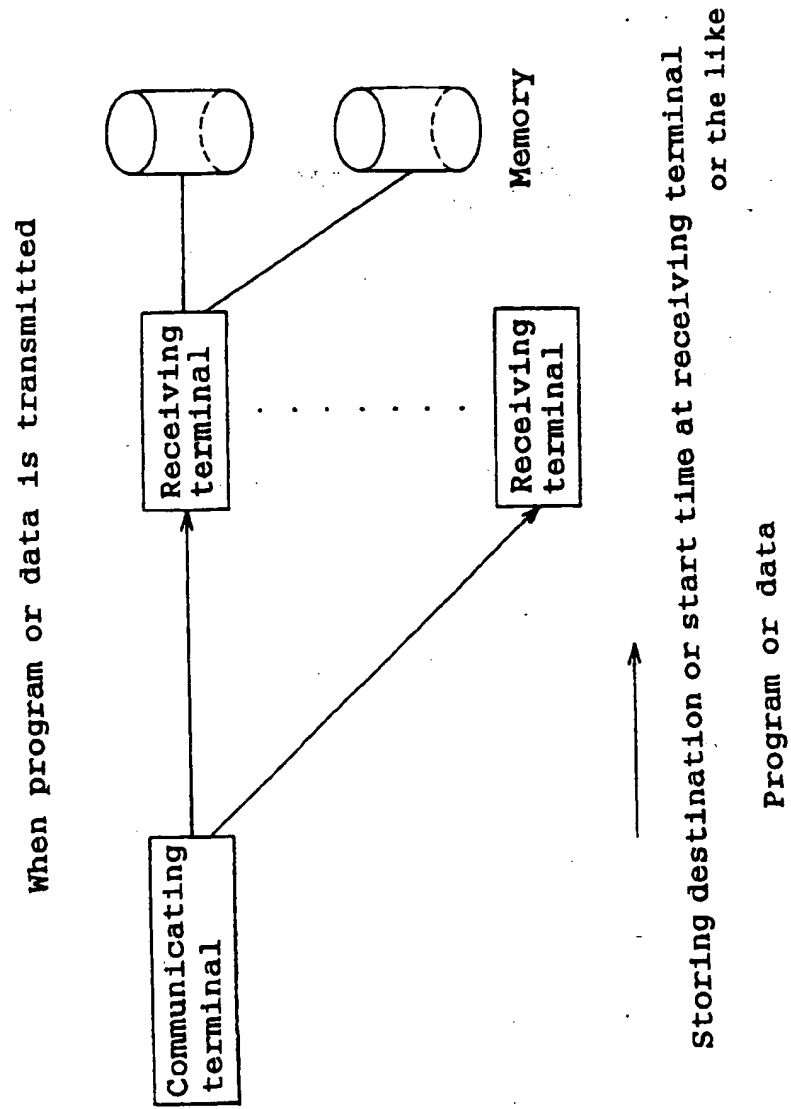 When program or data is transmitted
Communicating
terminal
Receiving
terminal
Receiving
terminal
Memory
Storing destination or start time at receiving terminal
or the like
Program or data